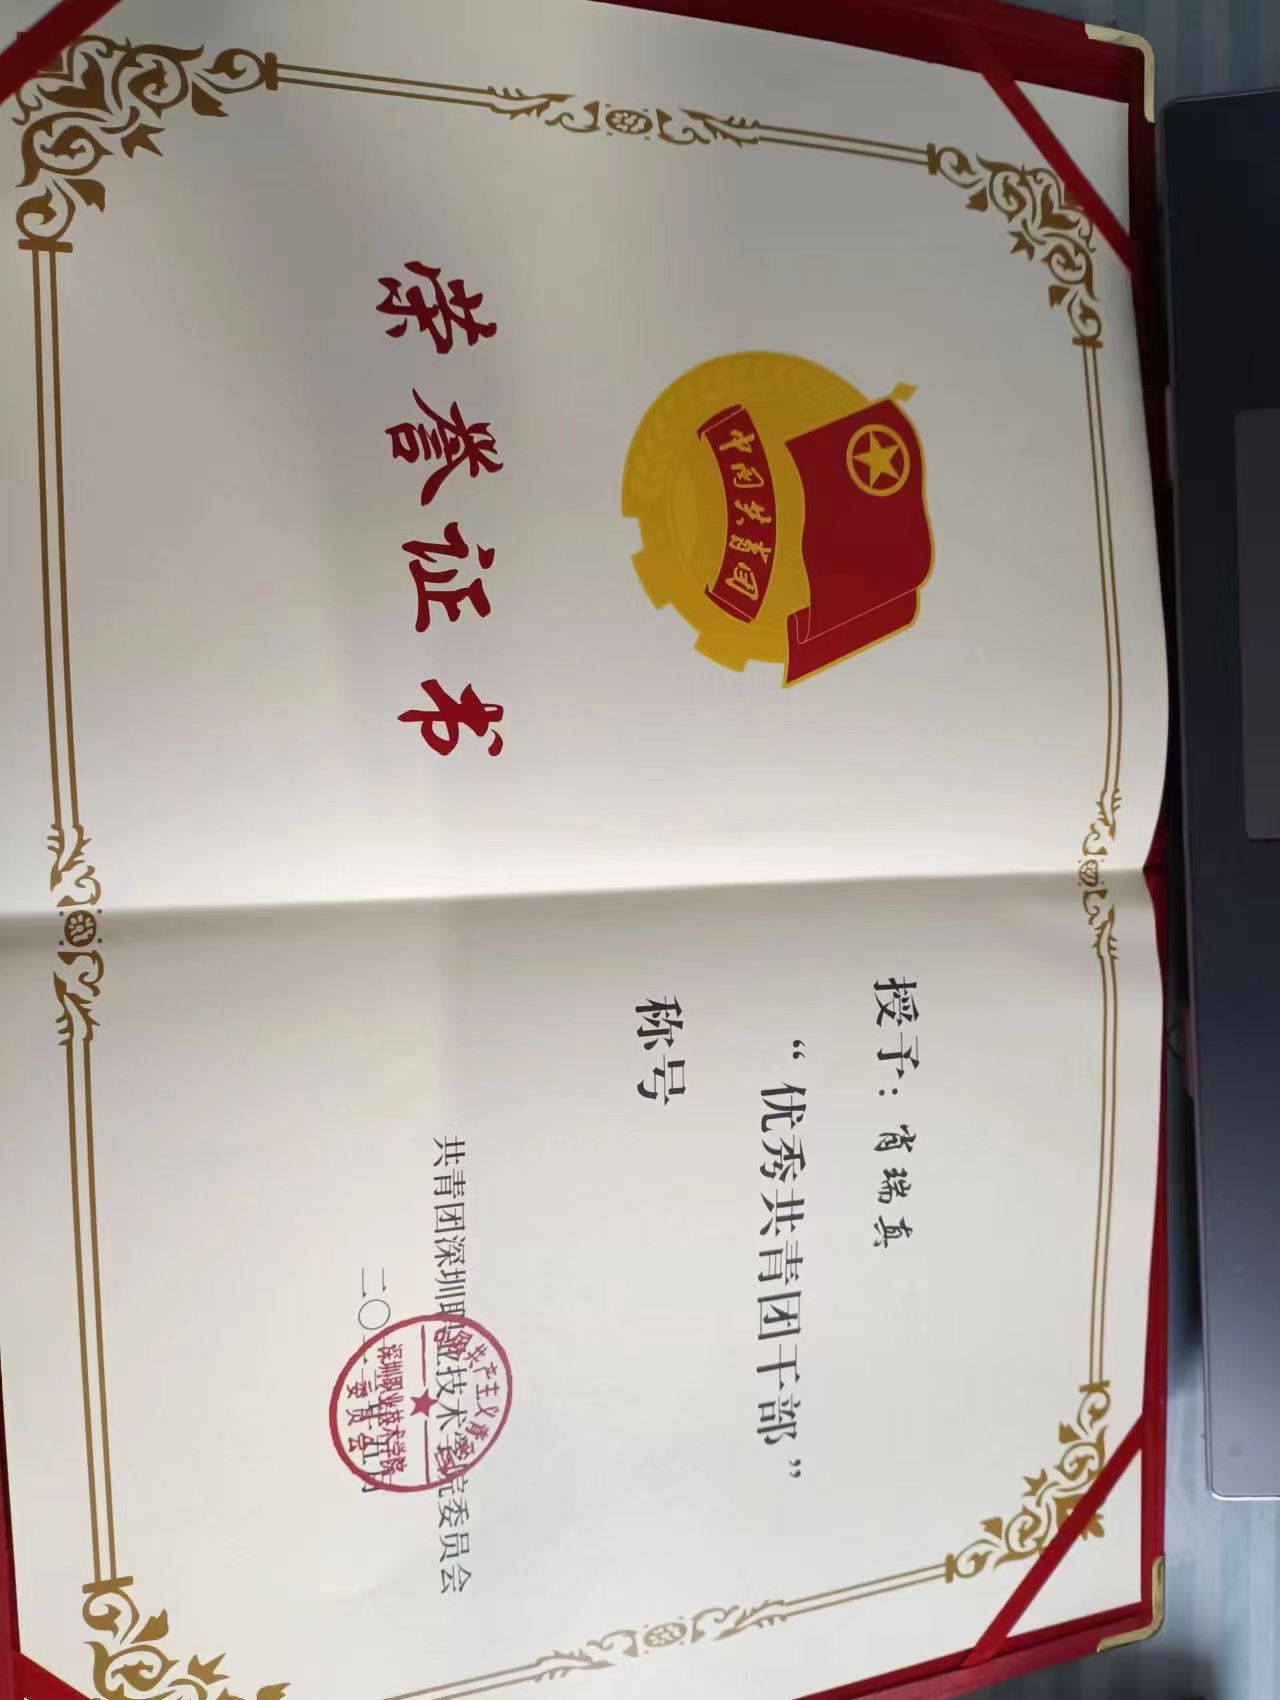 中国共青团
荣誉证书
授予：肖瑞真
“优秀共青团干部”
称号
共青团深圳职业技术学院委员会
二〇二二年五月
中国共产主义青年团
深圳职业技术学院
委员会